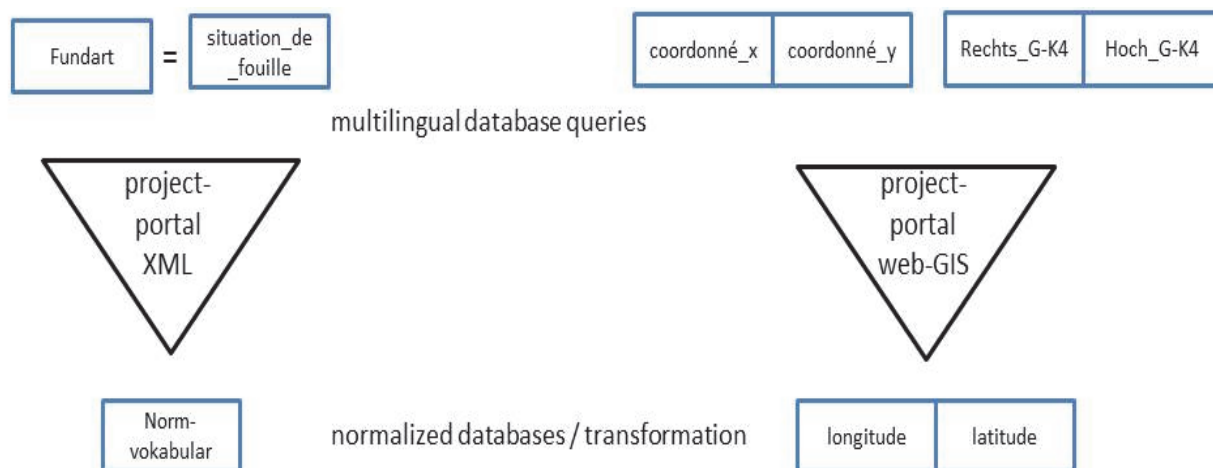 Fundart
=
situation_de
_fouille
coordonné_x
coordonné_y
Rechts_G-K4
Hoch_G-K4
multilingual database queries
project-
portal
XML
project-
portal
web-GIS
Norm-
vokabular
normalized databases / transformation
longitude
latitude